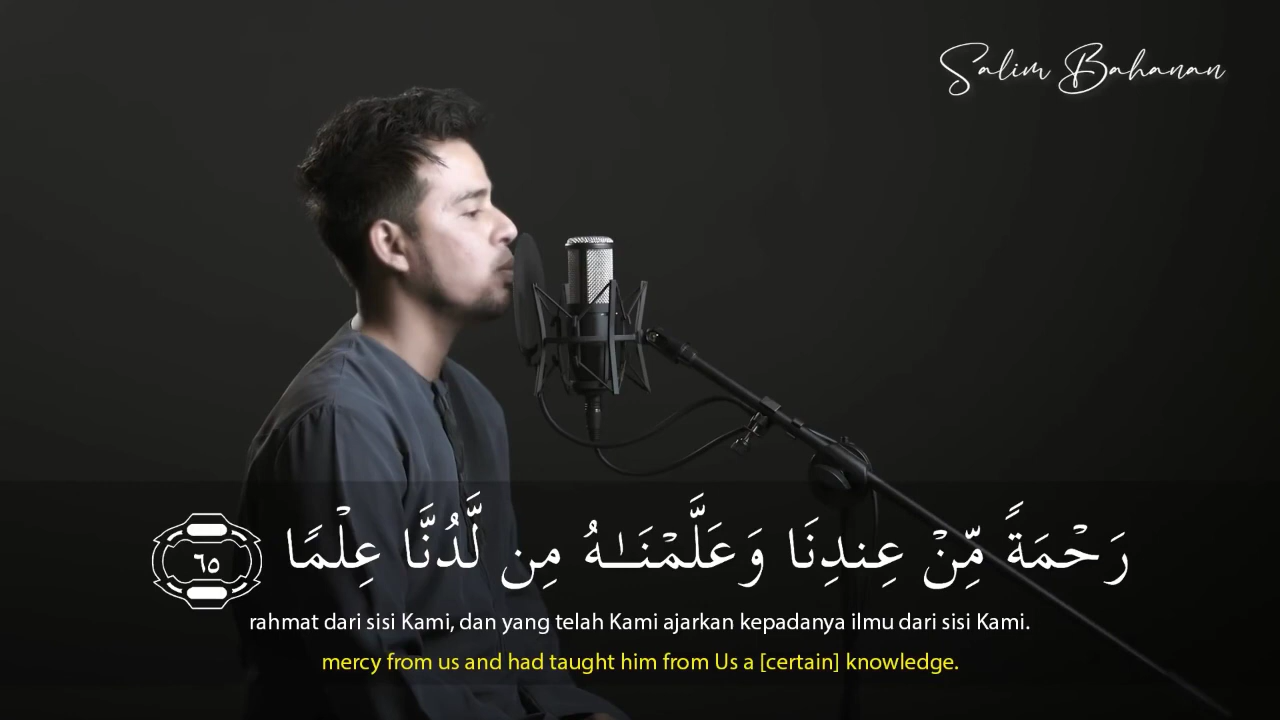 Salim Bahanan
رَحْمَةً مِّنْ عِندِنَا وَعَلَّمْنَـٰهُ مِن لَّدُنَّا عِلْمًا ٦٥
rahmat dari sisi Kami, dan yang telah Kami ajarkan kepadanya ilmu dari sisi Kami.
mercy from us and had taught him from Us a [certain] knowledge.